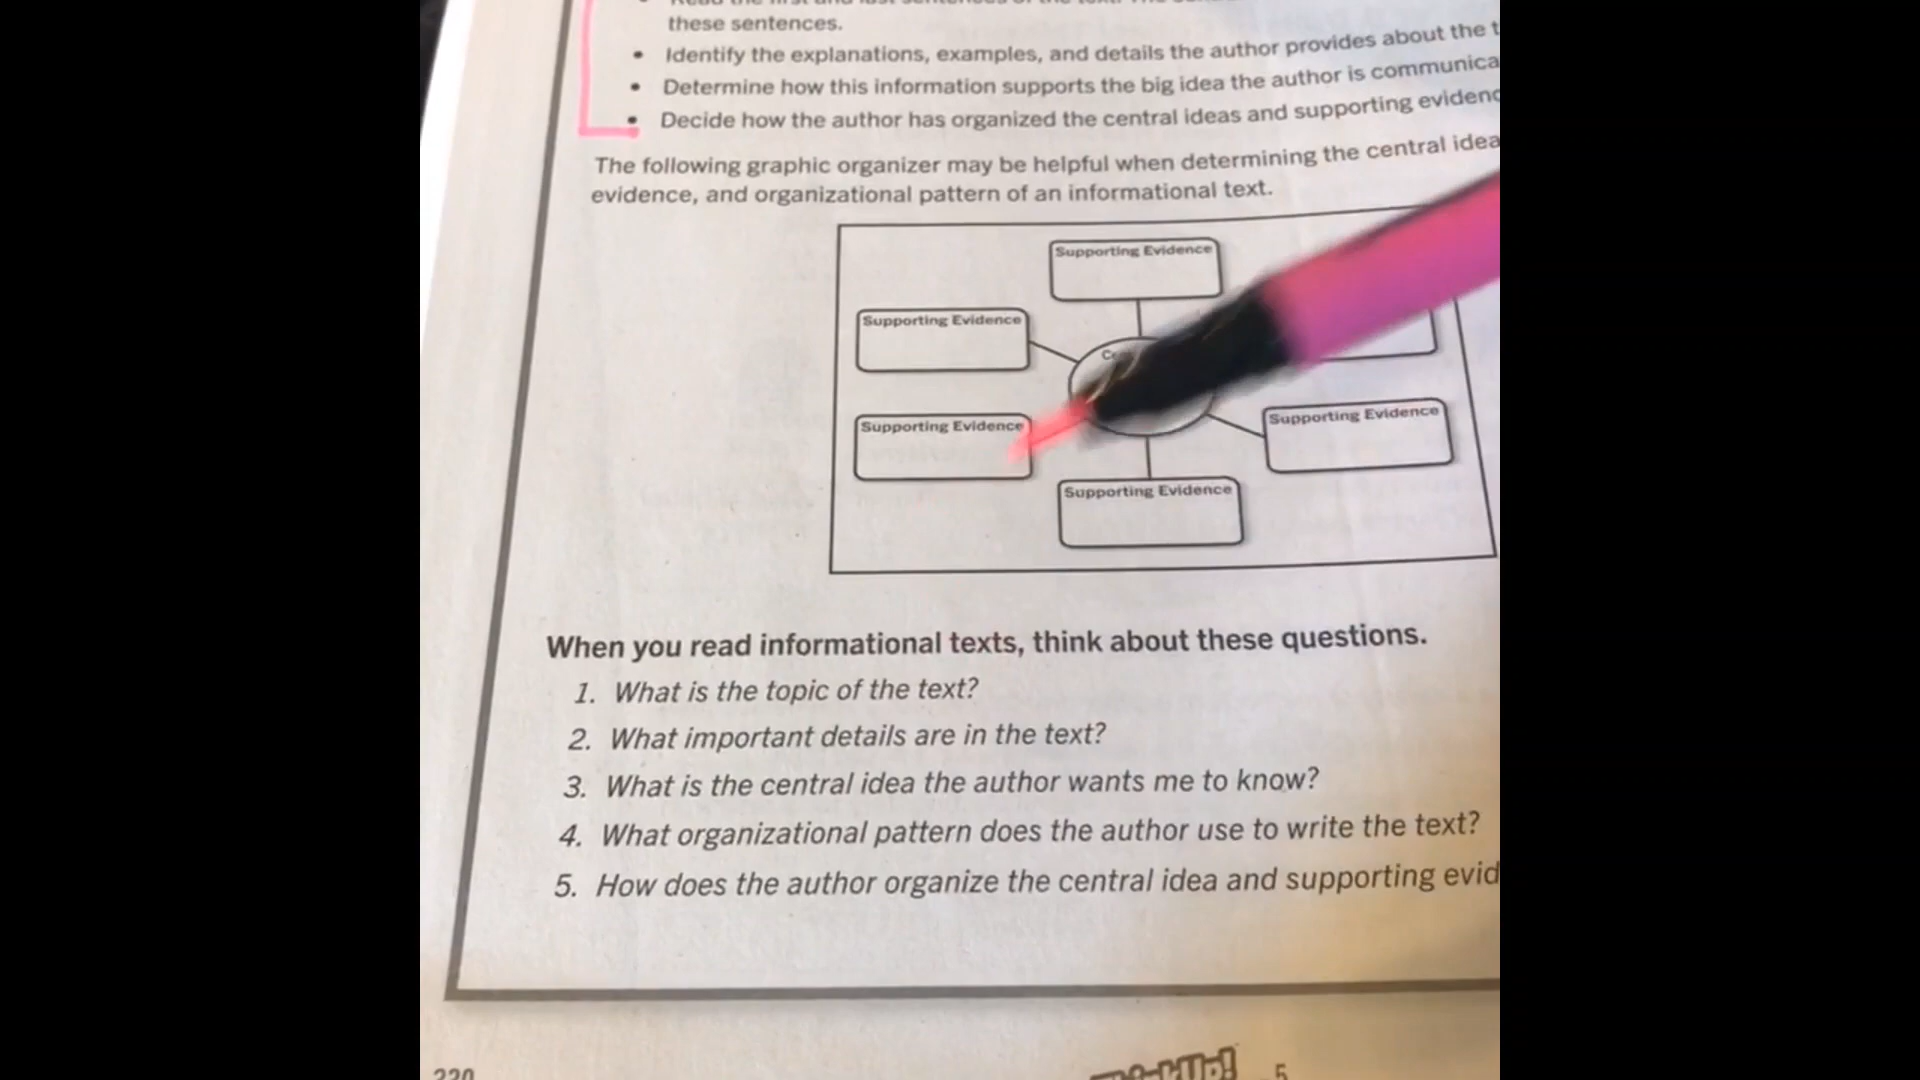 these sentences.
• Identify the explanations, examples, and details the author provides about the t
• Determine how this information supports the big idea the author is communica
• Decide how the author has organized the central ideas and supporting evidenc
The following graphic organizer may be helpful when determining the central idea
evidence, and organizational pattern of an informational text.
Supporting Evidence
Supporting Evidence
Supporting Evidence
Supporting Evidence
Supporting Evidence
When you read informational texts, think about these questions.
1. What is the topic of the text?
2. What important details are in the text?
3. What is the central idea the author wants me to know?
4. What organizational pattern does the author use to write the text?
5. How does the author organize the central idea and supporting evid
220
5